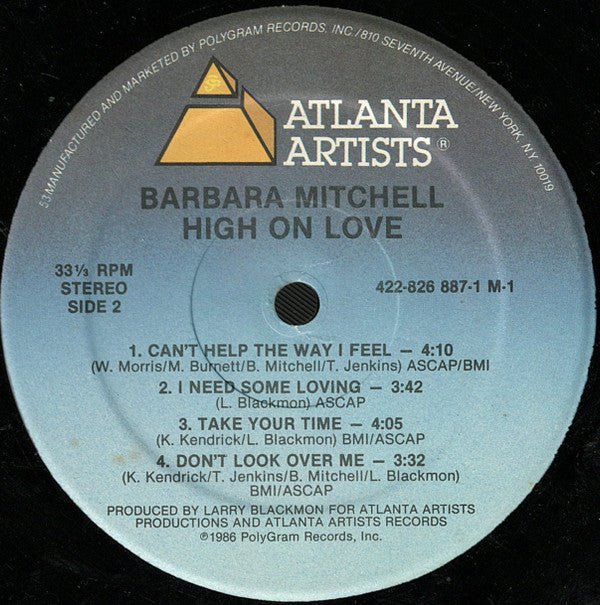 53 MANUFACTURED AND MARKETED BY POLYGRAM RECORDS, INC./810 SEVENTH AVENUE/NEW YORK, NY. 10019
ATLANTA
ARTISTS®
BARBARA MITCHELL
HIGH ON LOVE
33 1/3 RPM
STEREO
SIDE 2
422-826 887-1 M-1
1. CAN'T HELP THE WAY I FEEL — 4:10
(W. Morris/M. Burnett/B. Mitchell/T. Jenkins) ASCAP/BMI
2. I NEED SOME LOVING — 3:42
(L. Blackmon) ASCAP
3. TAKE YOUR TIME — 4:05
(K. Kendrick/L. Blackmon) BMI/ASCAP
4. DON'T LOOK OVER ME — 3:32
(K. Kendrick/T. Jenkins/B. Mitchell/L. Blackmon)
BMI/ASCAP
PRODUCED BY LARRY BLACKMON FOR ATLANTA ARTISTS
PRODUCTIONS AND ATLANTA ARTISTS RECORDS
©1986 PolyGram Records, Inc.